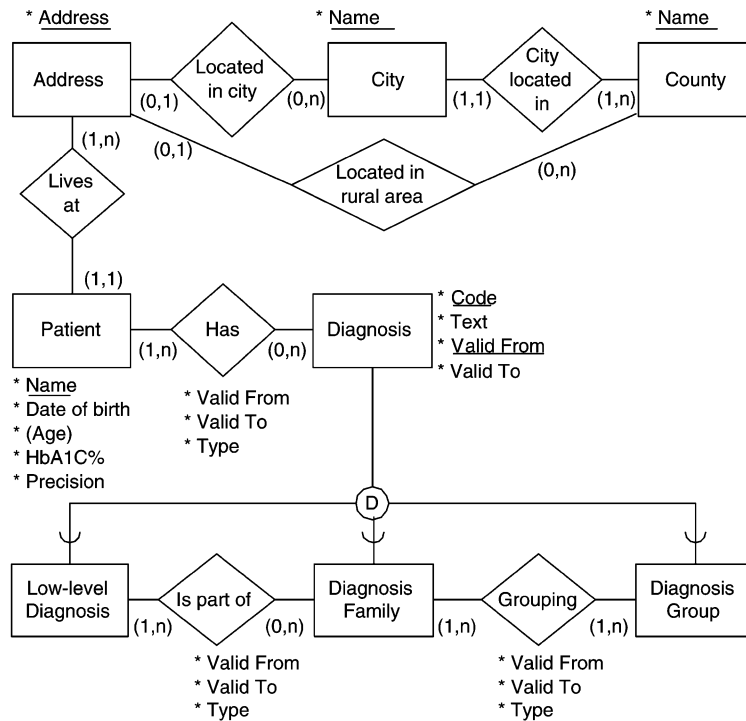 * Address
* Name
* Name
Address
Located
in city
City
City
located
in
County
(0,1)
(0,n)
(1,1)
(1,n)
(1,n)
(0,1)
Located in
rural area
(0,n)
Lives
at
(1,1)
Patient
Has
Diagnosis
(1,n)
(0,n)
* Code
* Text
* Valid From
* Valid To
* Name
* Date of birth
* (Age)
* HbA1C%
* Precision
* Valid From
* Valid To
* Type
D
Low-level
Diagnosis
Is part of
Diagnosis
Family
Grouping
Diagnosis
Group
(1,n)
(0,n)
(1,n)
(1,n)
* Valid From
* Valid To
* Type
* Valid From
* Valid To
* Type